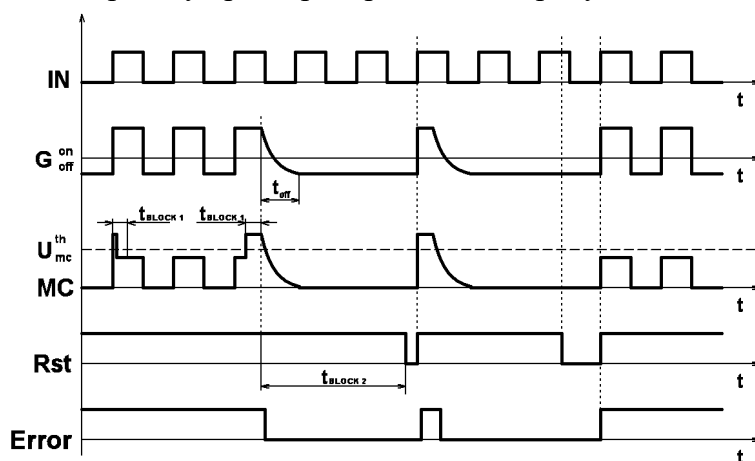 IN
t
G on off
t
t off
t BLOCK 1
t BLOCK 1
U th mc
MC
t
Rst
t
t BLOCK 2
Error
t